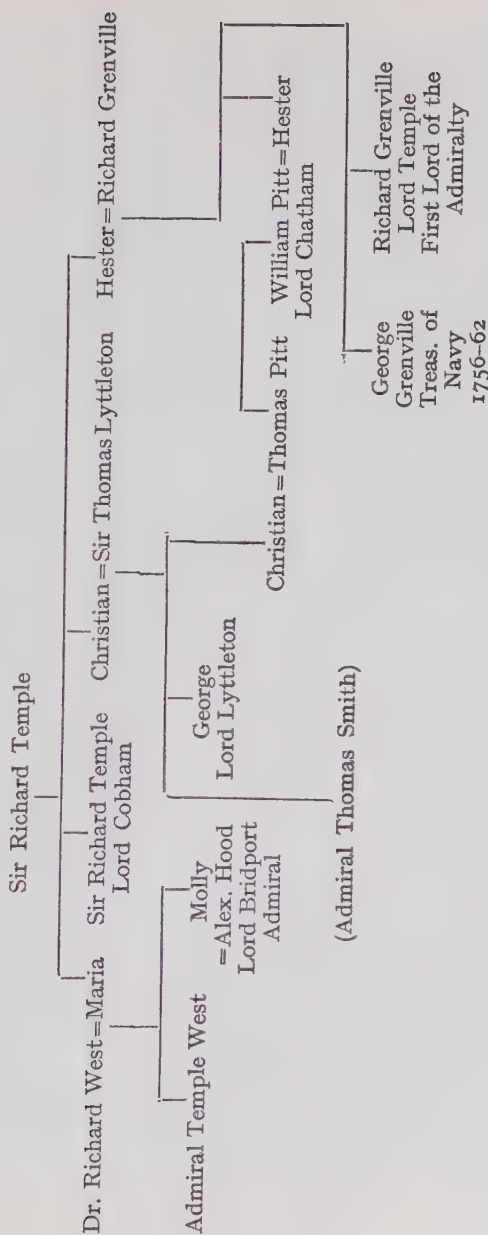 Sir Richard Temple
Dr. Richard West=Maria
Sir Richard Temple
Lord Cobham
Christian=Sir Thomas Lyttleton
Hester=Richard Grenville
Admiral Temple West
Molly
=Alex. Hood
Lord Bridport
Admiral
George
Lord Lyttleton
Christian=Thomas Pitt
William Pitt=Hester
Lord Chatham
(Admiral Thomas Smith)
George
Grenville
Treas. of
Navy
1756-62
Richard Grenville
Lord Temple
First Lord of the
Admiralty